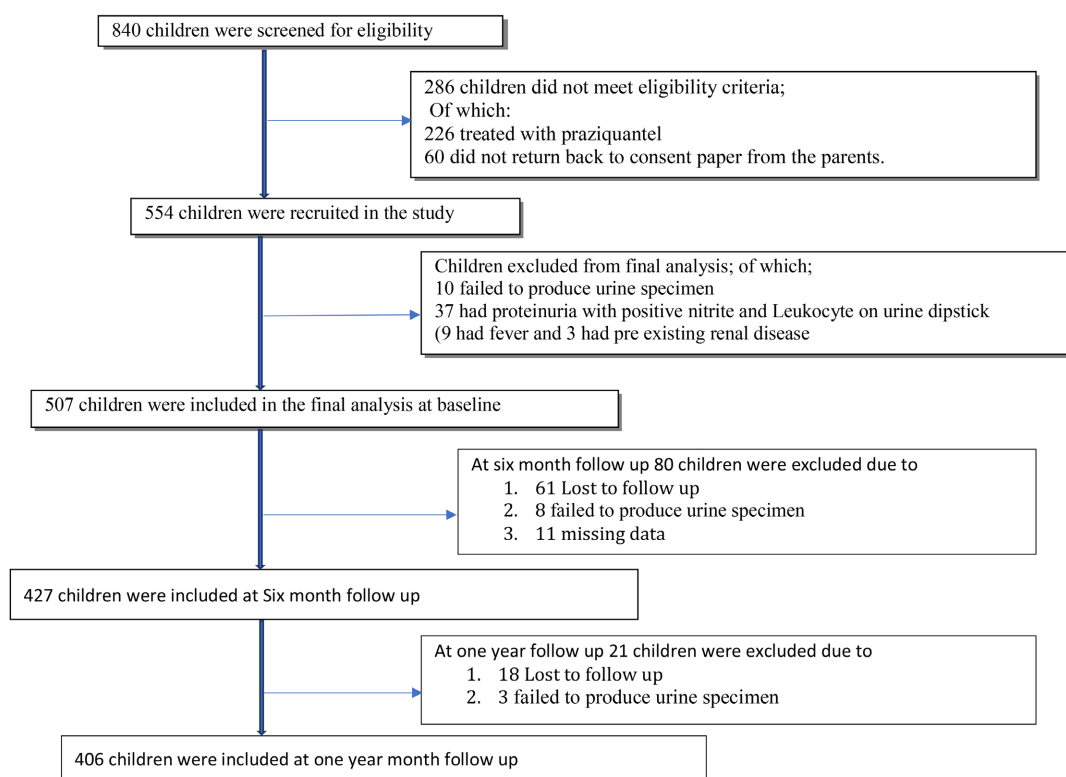 840 children were screened for eligibility
286 children did not meet eligibility criteria;
Of which:
226 treated with praziquantel
60 did not return back to consent paper from the parents.
554 children were recruited in the study
Children excluded from final analysis; of which;
10 failed to produce urine specimen
37 had proteinuria with positive nitrite and Leukocyte on urine dipstick
(9 had fever and 3 had pre existing renal disease
507 children were included in the final analysis at baseline
At six month follow up 80 children were excluded due to
1. 61 Lost to follow up
2. 8 failed to produce urine specimen
3. 11 missing data
427 children were included at Six month follow up
At one year follow up 21 children were excluded due to
1. 18 Lost to follow up
2. 3 failed to produce urine specimen
406 children were included at one year month follow up